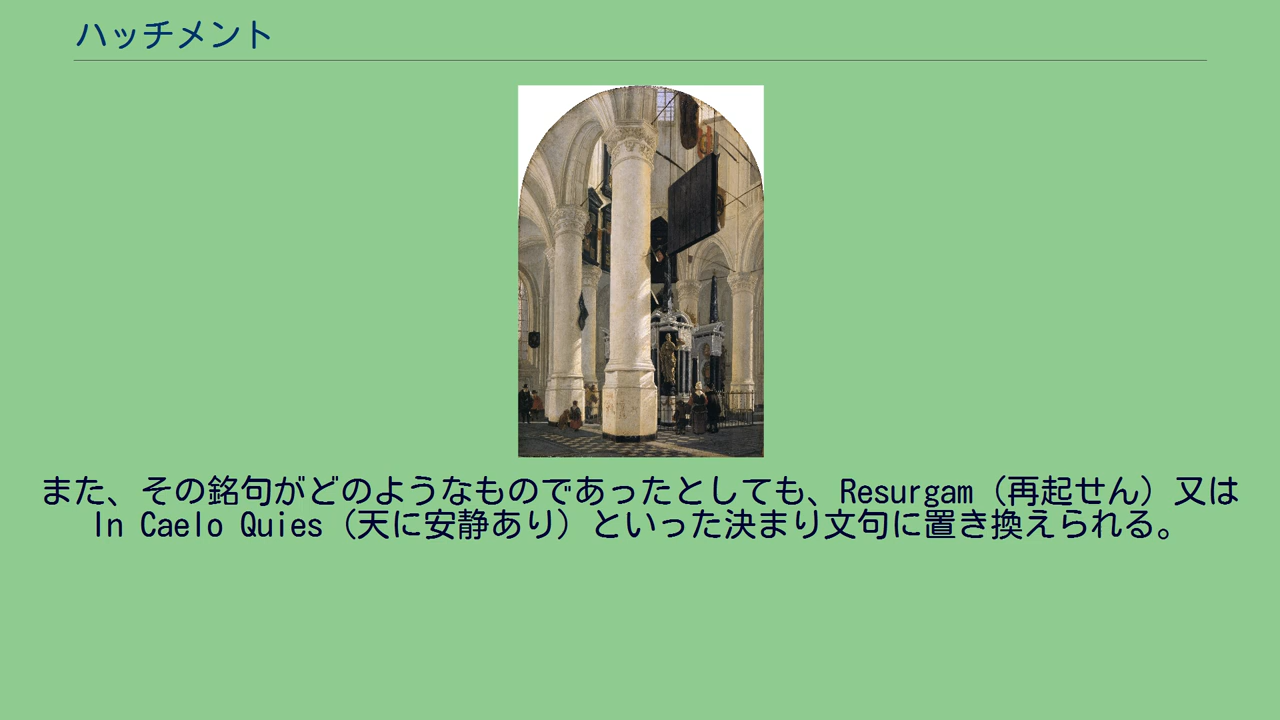 ハッチメント
また、その銘句がどのようなものであったとしても、Resurgam（再起せん）又は
In Caelo Quies（天に安静あり）といった決まり文句に置き換えられる。